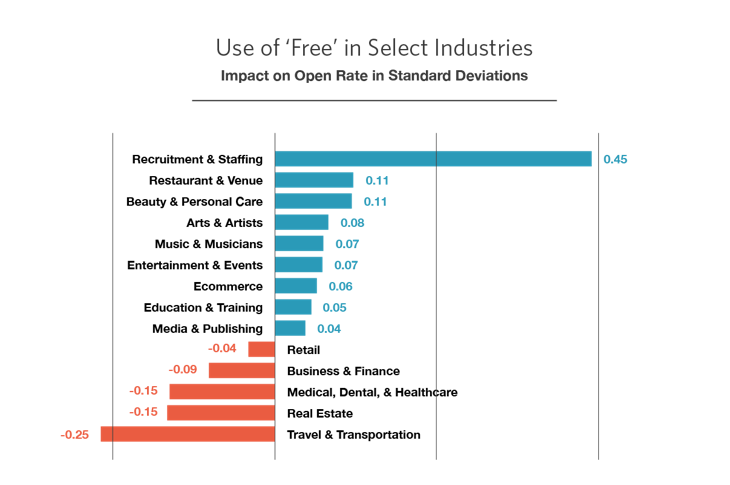 Use of ‘Free’ in Select Industries
Impact on Open Rate in Standard Deviations
Recruitment & Staffing 0.45
Restaurant & Venue 0.11
Beauty & Personal Care 0.11
Arts & Artists 0.08
Music & Musicians 0.07
Entertainment & Events 0.07
Ecommerce 0.06
Education & Training 0.05
Media & Publishing 0.04
-0.04 Retail
-0.09 Business & Finance
-0.15 Medical, Dental, & Healthcare
-0.15 Real Estate
-0.25 Travel & Transportation